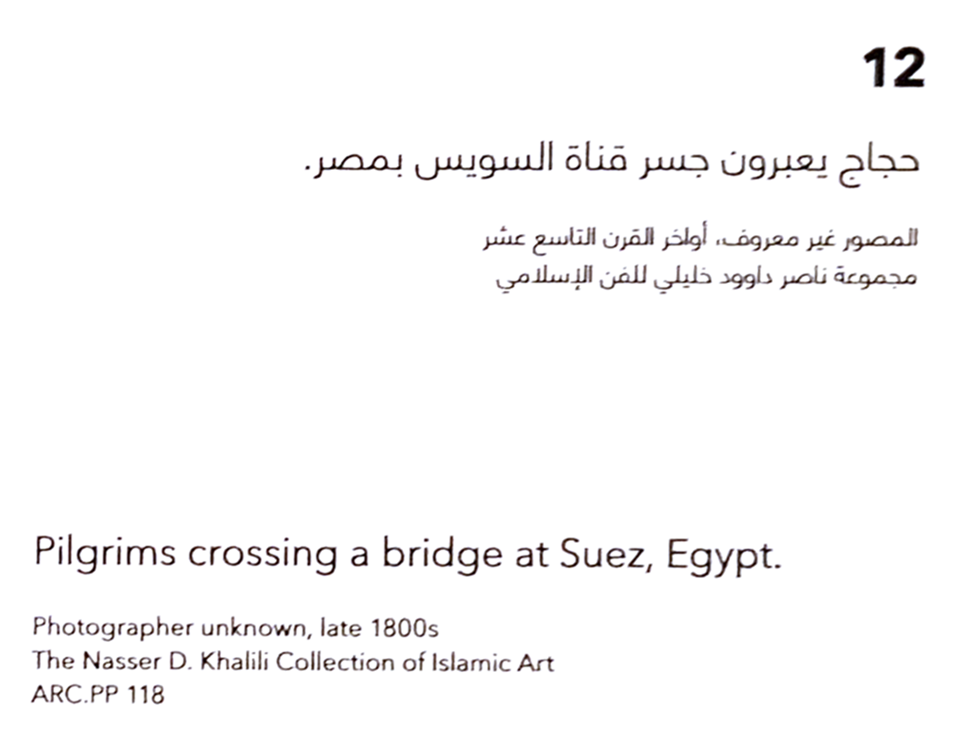 12
حجاج يعبرون جسر قناة السويس بمصر.
المصور غير معروف، أواخر القرن التاسع عشر
مجموعة ناصر داوود خليلي للفن الإسلامي
Pilgrims crossing a bridge at Suez, Egypt.
Photographer unknown, late 1800s
The Nasser D. Khalili Collection of Islamic Art
ARC.PP 118